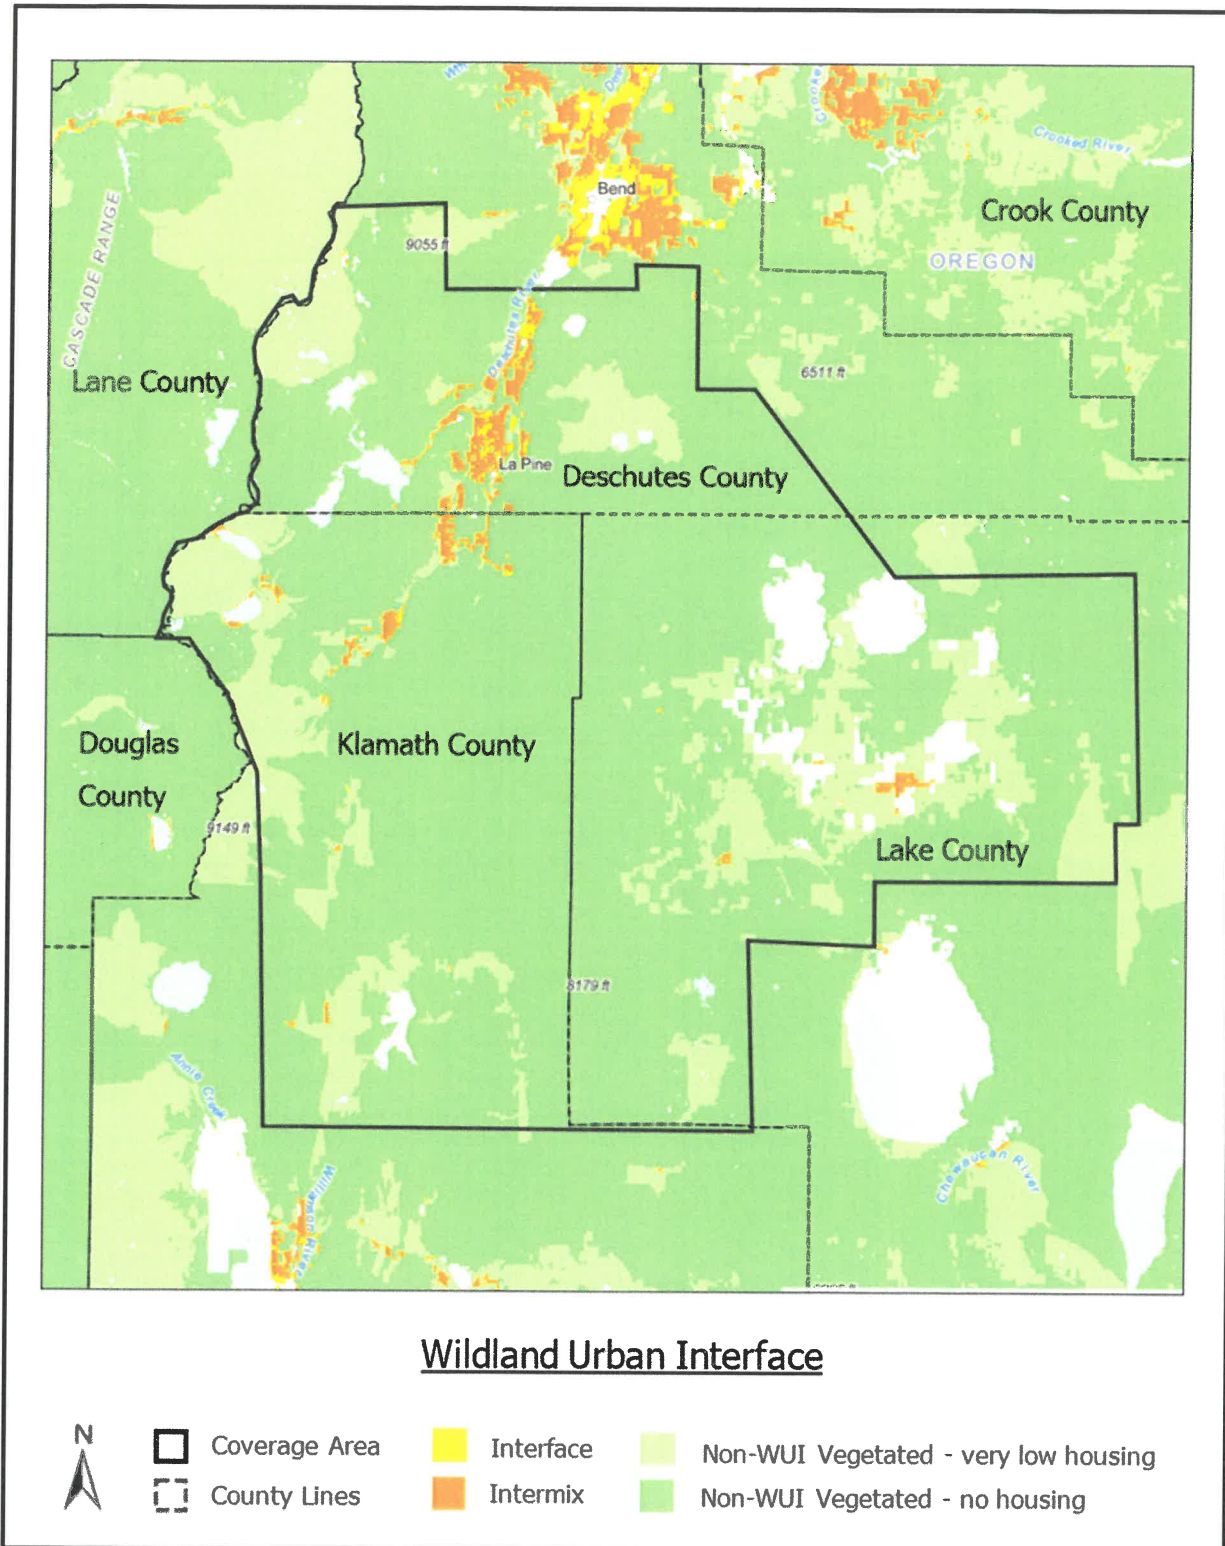 Crooked River
Bend
Crook County
OREGON
9055 ft
CASCADE RANGE
Deschutes River
Lane County
6511 ft
La Pine
Deschutes County
Douglas
County
Klamath County
9149 ft
Lake County
8179 ft
Annie Creek
Chewaucan River
Williamson River
Wildland Urban Interface
N
Coverage Area
County Lines
Interface
Intermix
Non-WUI Vegetated - very low housing
Non-WUI Vegetated - no housing